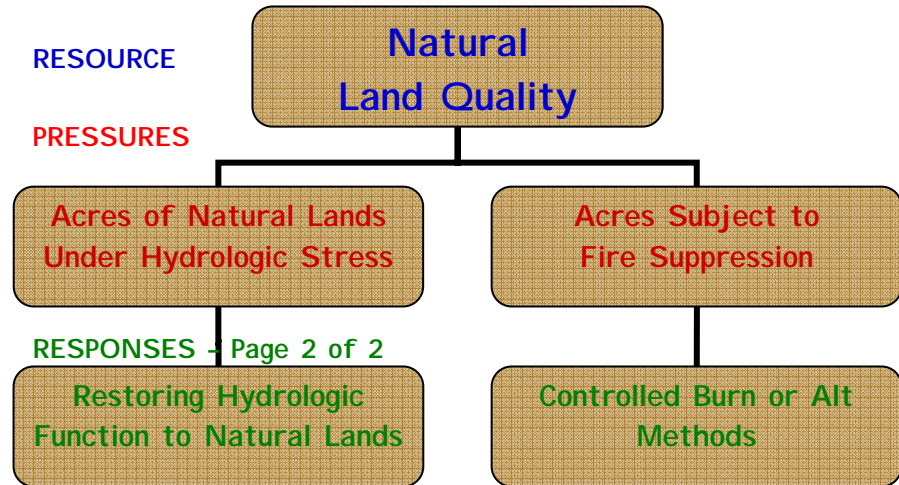 RESOURCE
Natural
Land Quality
PRESSURES
Acres of Natural Lands
Under Hydrologic Stress
Acres Subject to
Fire Suppression
RESPONSES - Page 2 of 2
Restoring Hydrologic
Function to Natural Lands
Controlled Burn or Alt
Methods